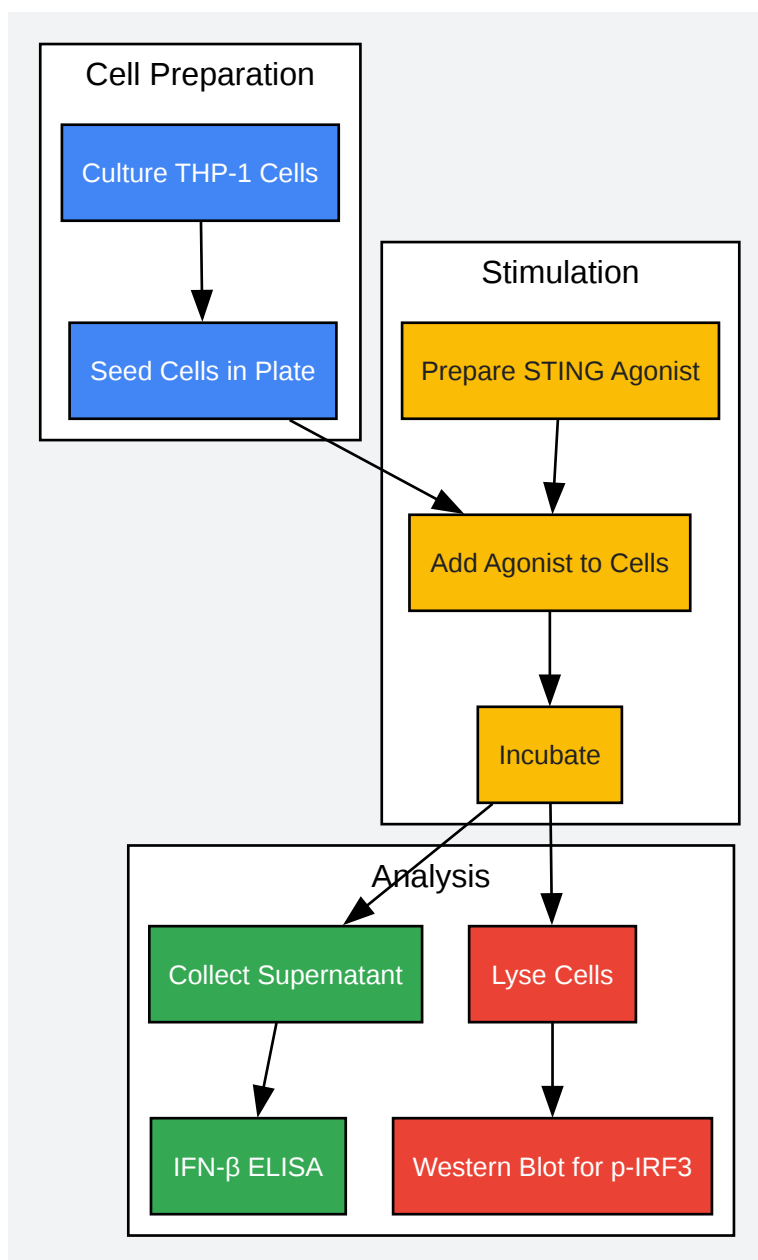 Cell Preparation
Culture THP-1 Cells
Seed Cells in Plate
Stimulation
Prepare STING Agonist
Add Agonist to Cells
Incubate
Analysis
Collect Supernatant
Lyse Cells
IFN-β ELISA
Western Blot for p-IRF3